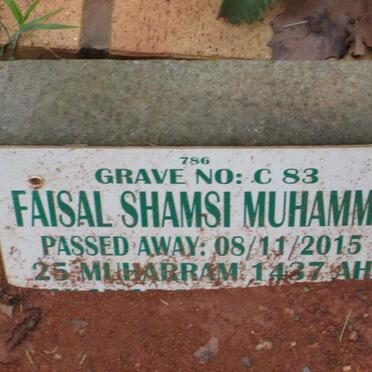 786
GRAVE NO: C 83
FAISAL SHAMSI MUHAMM
PASSED AWAY: 08/11/2015
25 MUHARRAM 1437 AH